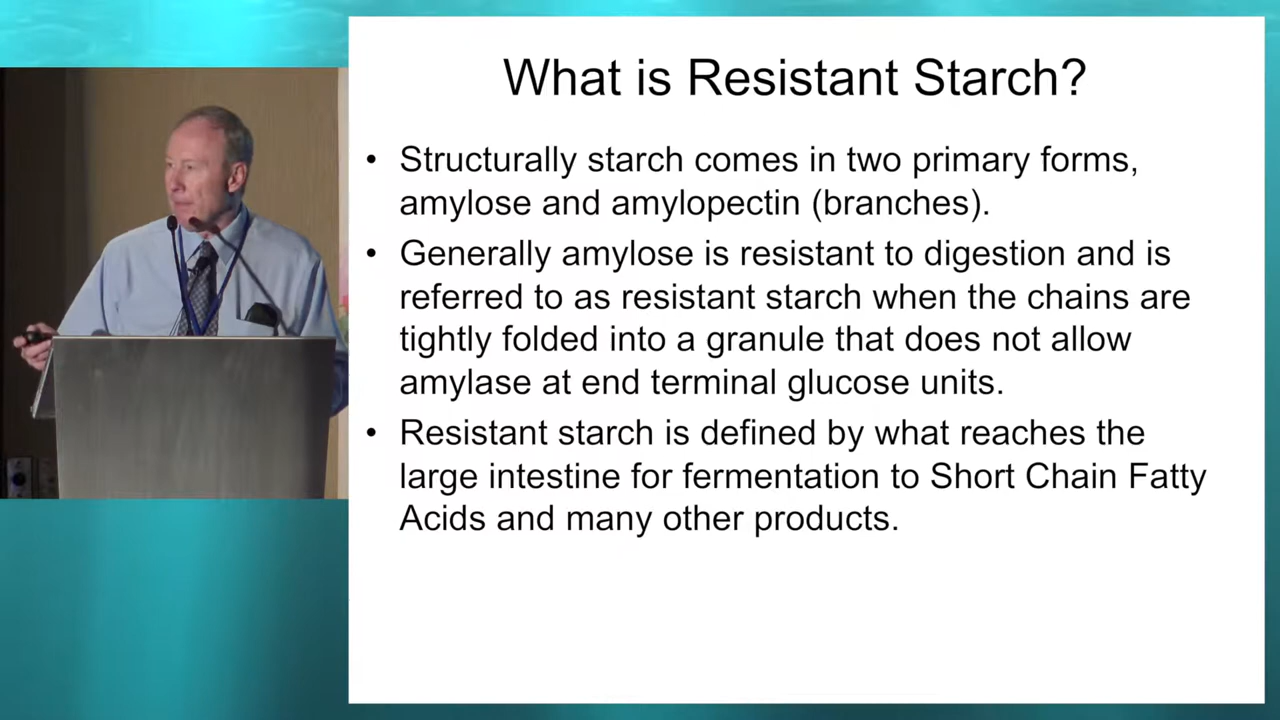 What is Resistant Starch?
• Structurally starch comes in two primary forms,
amylose and amylopectin (branches).
• Generally amylose is resistant to digestion and is
referred to as resistant starch when the chains are
tightly folded into a granule that does not allow
amylase at end terminal glucose units.
• Resistant starch is defined by what reaches the
large intestine for fermentation to Short Chain Fatty
Acids and many other products.